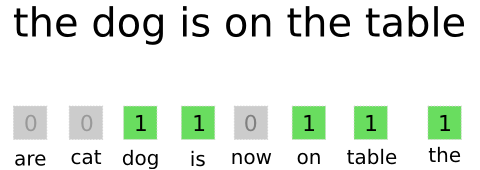 the dog is on the table
0 0 1 1 0 1 1 1
are cat dog is now on table the